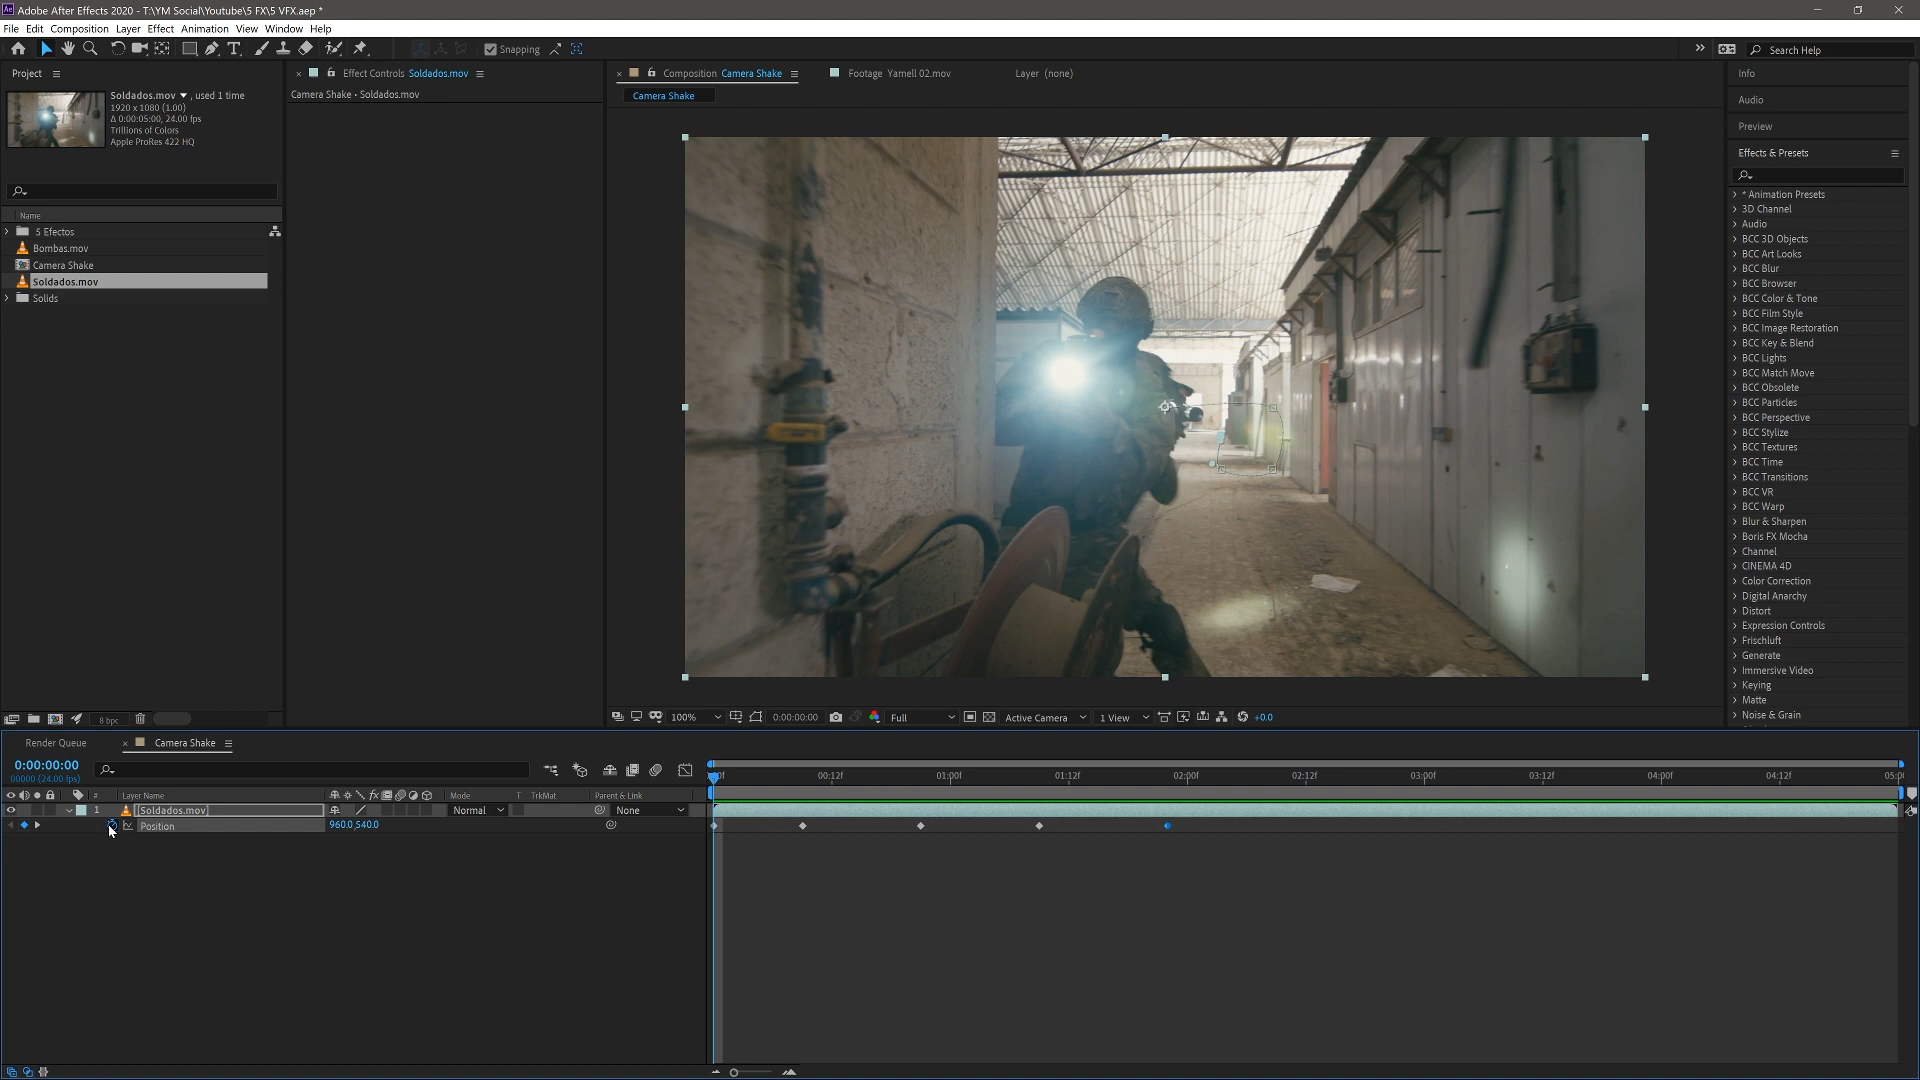 Adobe After Effects 2020 - T:\YM Social\Youtube\5 FX\5 VFX.aep *
File Edit Composition Layer Effect Animation View Window Help
Snapping
Search Help
Project
Effect Controls Soldados.mov
Composition Camera Shake
Footage Yamell 02.mov
Layer (none)
Info
Camera Shake • Soldados.mov
Camera Shake
Soldados.mov , used 1 time
1920 x 1080 (1.00)
Δ 0:00:05:00, 24.00 fps
Trillions of Colors
Apple ProRes 422 HQ
Audio
Preview
Effects & Presets
Name
5 Efectos
Bombas.mov
Camera Shake
Soldados.mov
Solids
* Animation Presets
3D Channel
Audio
BCC 3D Objects
BCC Art Looks
BCC Blur
BCC Browser
BCC Color & Tone
BCC Film Style
BCC Image Restoration
BCC Key & Blend
BCC Lights
BCC Match Move
BCC Obsolete
BCC Particles
BCC Perspective
BCC Stylize
BCC Textures
BCC Time
BCC Transitions
BCC VR
BCC Warp
Blur & Sharpen
Boris FX Mocha
Channel
CINEMA 4D
Color Correction
Digital Anarchy
Distort
Expression Controls
Frischluft
Generate
Immersive Video
Keying
Matte
Noise & Grain
8 bpc
100%
0:00:00:00
Full
Active Camera
1 View
+0.0
Render Queue
Camera Shake
0:00:00:00
00000 (24.00 fps)
00f 00:12f 01:00f 01:12f 02:00f 02:12f 03:00f 03:12f 04:00f 04:12f 05:0
# Layer Name
Mode T TrkMat Parent & Link
1 [Soldados.mov] Normal None
Position 960.0,540.0